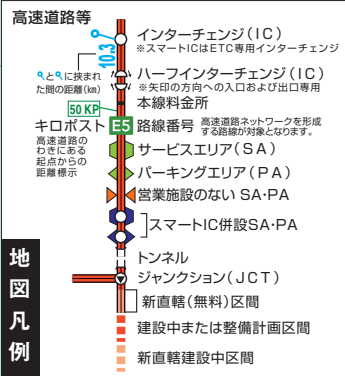 高速道路等
インターチェンジ(IC)
※スマートICはETC専用インターチェンジ
10.3
とに挟まれ
た間の距離(km)
ハーフインターチェンジ(IC)
※矢印の方向への入口および出口専用
本線料金所
50 KP
キロポスト
高速道路の
わきにある
起点からの
距離標示
E5
路線番号
高速道路ネットワークを形成
する路線が対象となります。
サービスエリア(SA)
パーキングエリア(PA)
営業施設のない SA・PA
スマートIC併設SA・PA
トンネル
ジャンクション(JCT)
新直轄(無料)区間
建設中または整備計画区間
新直轄建設中区間
地図凡例